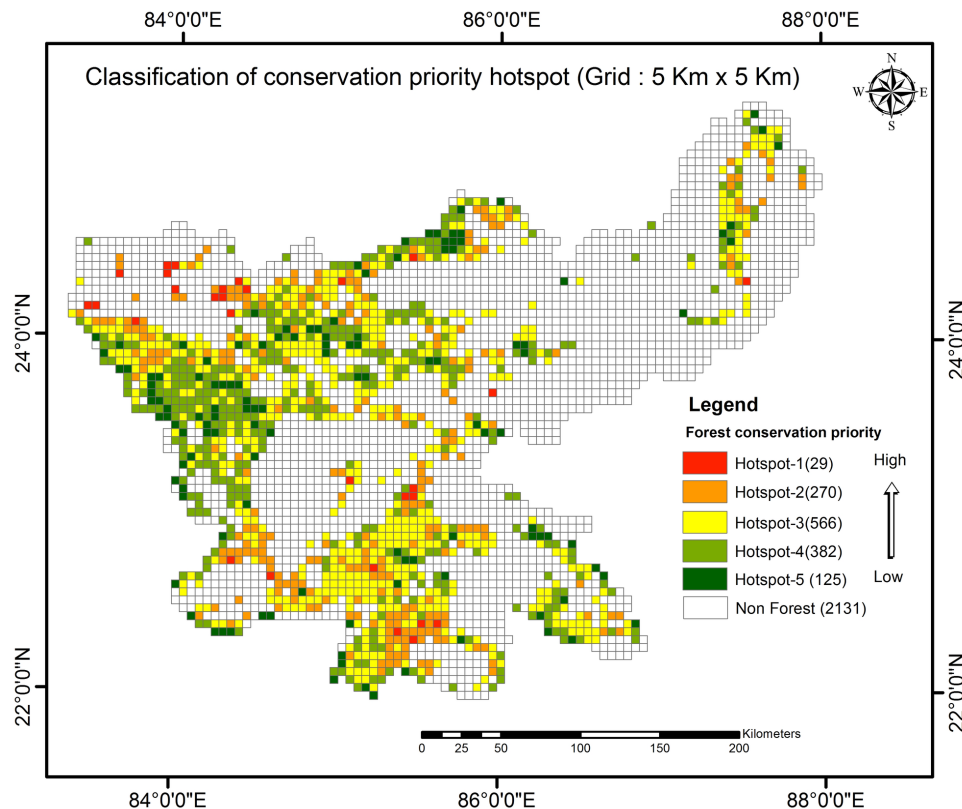 84°0'0"E 86°0'0"E 88°0'0"E
Classification of conservation priority hotspot (Grid : 5 Km x 5 Km)
N
W E
S
24°0'0"N 24°0'0"N
Legend
Forest conservation priority
Hotspot-1(29) High
Hotspot-2(270)
Hotspot-3(566)
Hotspot-4(382)
Hotspot-5 (125) Low
Non Forest (2131)
22°0'0"N 22°0'0"N
Kilometers
0 25 50 100 150 200
84°0'0"E 86°0'0"E 88°0'0"E